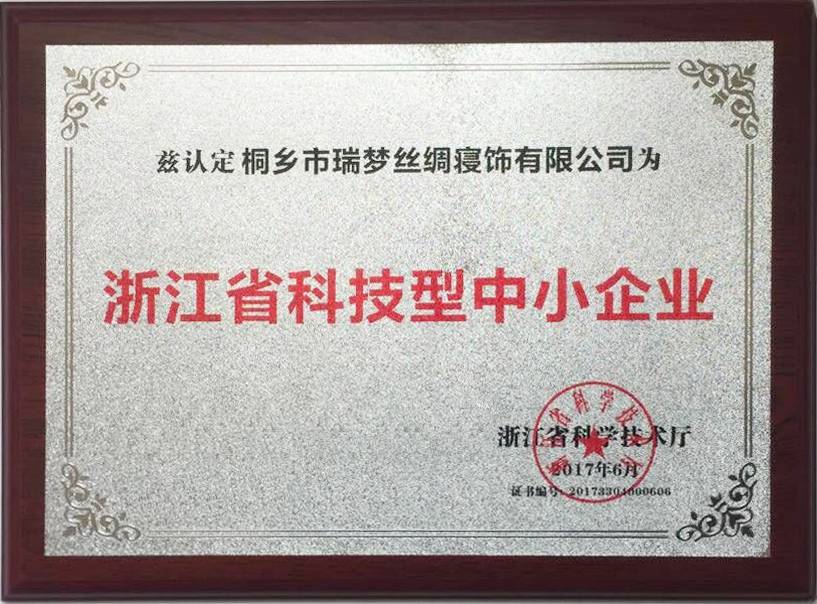 兹认定 桐乡市瑞梦丝绸寝饰有限公司为
浙江省科技型中小企业
浙江省科学技术厅
2017年6月
证书编号：20173304000606